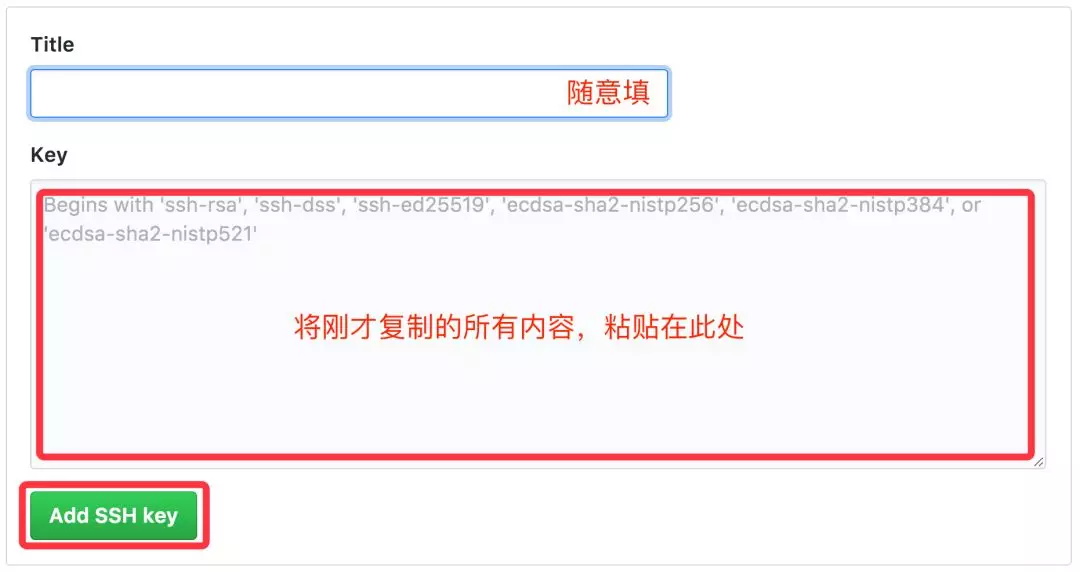 Title
随意填
Key
Begins with 'ssh-rsa', 'ssh-dss', 'ssh-ed25519', 'ecdsa-sha2-nistp256', 'ecdsa-sha2-nistp384', or
'ecdsa-sha2-nistp521'
将刚才复制的所有内容，粘贴在此处
Add SSH key